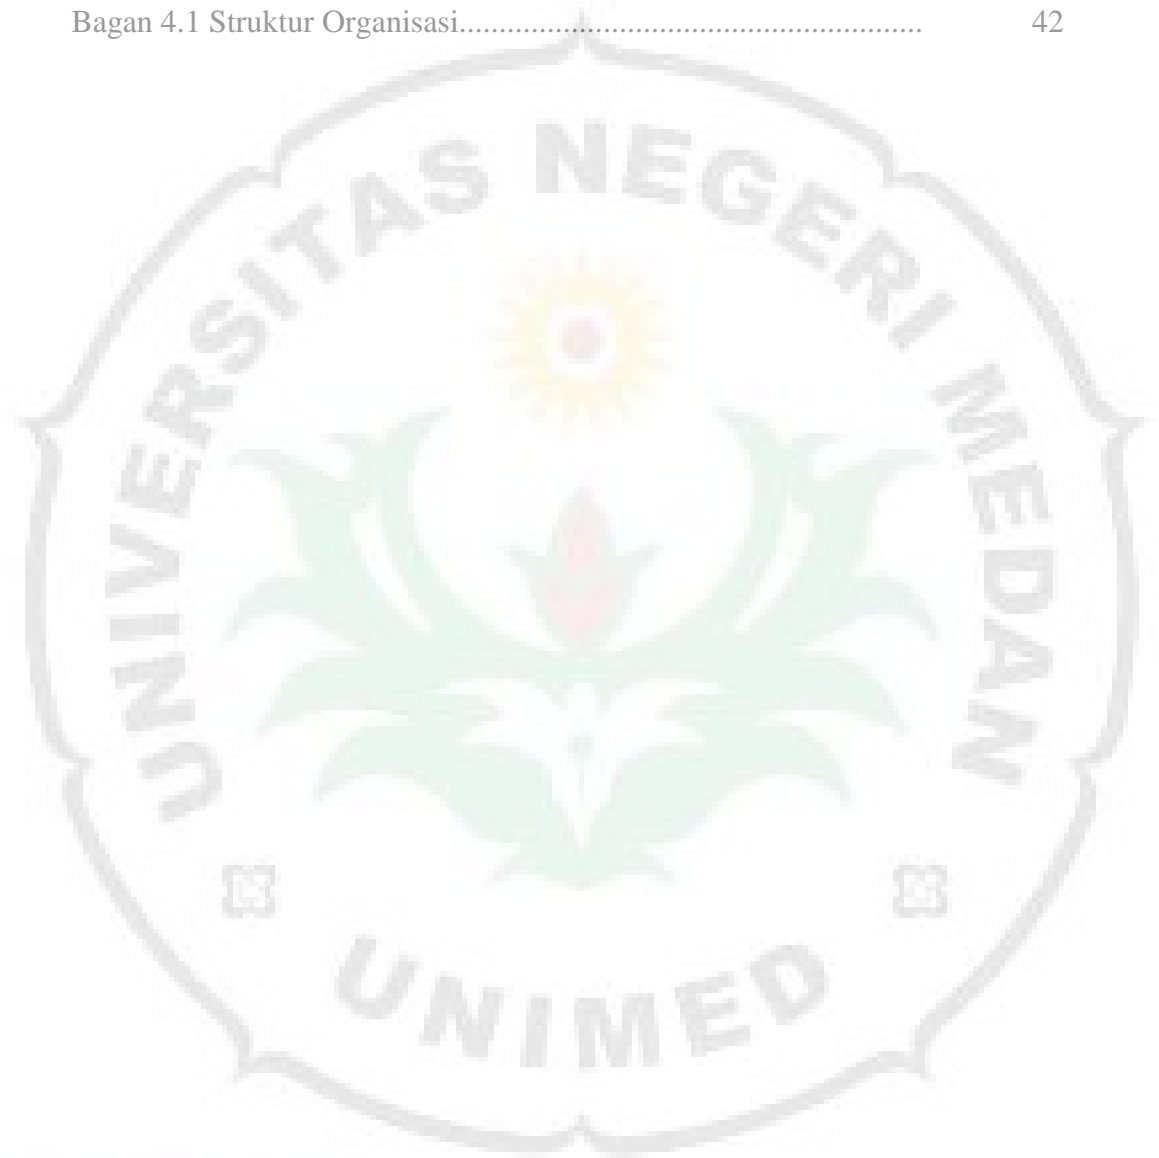 Bagan 4.1 Struktur Organisasi.......................................................... 42
UNIVERSITAS NEGERI MEDAN
UNIMED